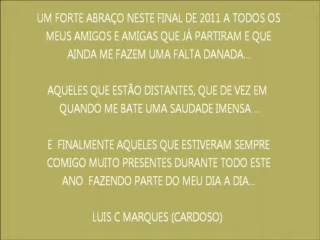 UM FORTE ABRAÇO NESTE FINAL DE 2011 A TODOS OS
MEUS AMIGOS E AMIGAS QUE JÁ PARTIRAM E QUE
AINDA ME FAZEM UMA FALTA DANADA...
AQUELES QUE ESTÃO DISTANTES, QUE DE VEZ EM
QUANDO ME BATE UMA SAUDADE IMENSA ...
E FINALMENTE AQUELES QUE ESTIVERAM SEMPRE
COMIGO MUITO PRESENTES DURANTE TODO ESTE
ANO FAZENDO PARTE DO MEU DIA A DIA...
LUIS C MARQUES (CARDOSO)